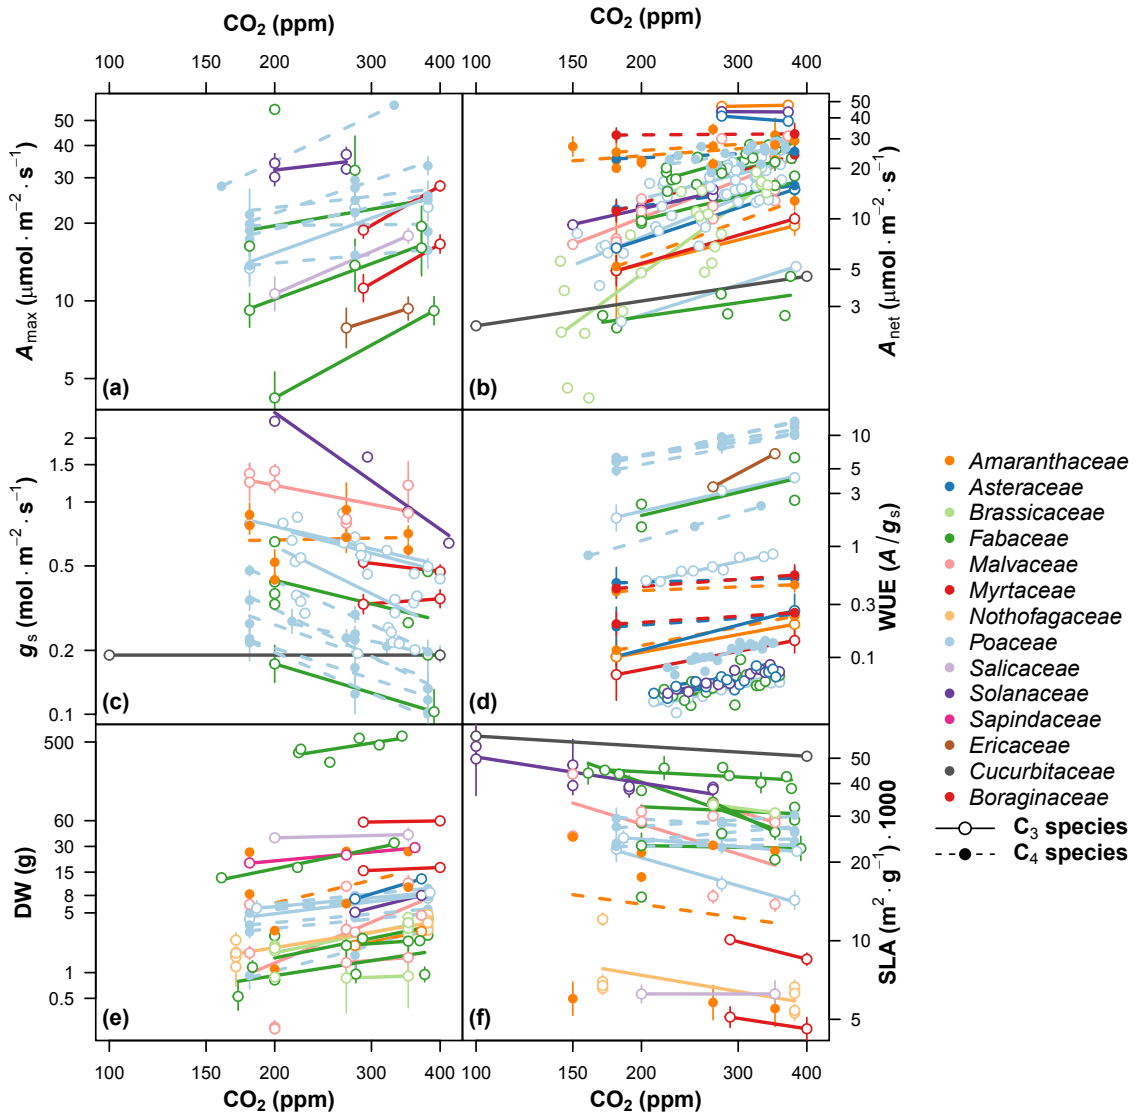 CO2 (ppm)
CO2 (ppm)
100 150 200 300 400
100 150 200 300 400
Amax (μmol · m−2 · s−1)
50
40
30
20
10
5
(a)
Anet (μmol · m−2 · s−1)
50
40
30
20
10
5
3
(b)
gs (mol · m−2 · s−1)
2
1.5
1
0.5
0.2
0.1
(c)
WUE (A / gs)
10
5
3
1
0.3
0.1
(d)
DW (g)
500
60
30
15
8
5
1
0.5
(e)
SLA (m2 · g−1) · 1000
50
30
20
10
5
(f)
100 150 200 300 400
100 150 200 300 400
CO2 (ppm)
CO2 (ppm)
Amaranthaceae
Asteraceae
Brassicaceae
Fabaceae
Malvaceae
Myrtaceae
Nothofagaceae
Poaceae
Salicaceae
Solanaceae
Sapindaceae
Ericaceae
Cucurbitaceae
Boraginaceae
C3 species
C4 species